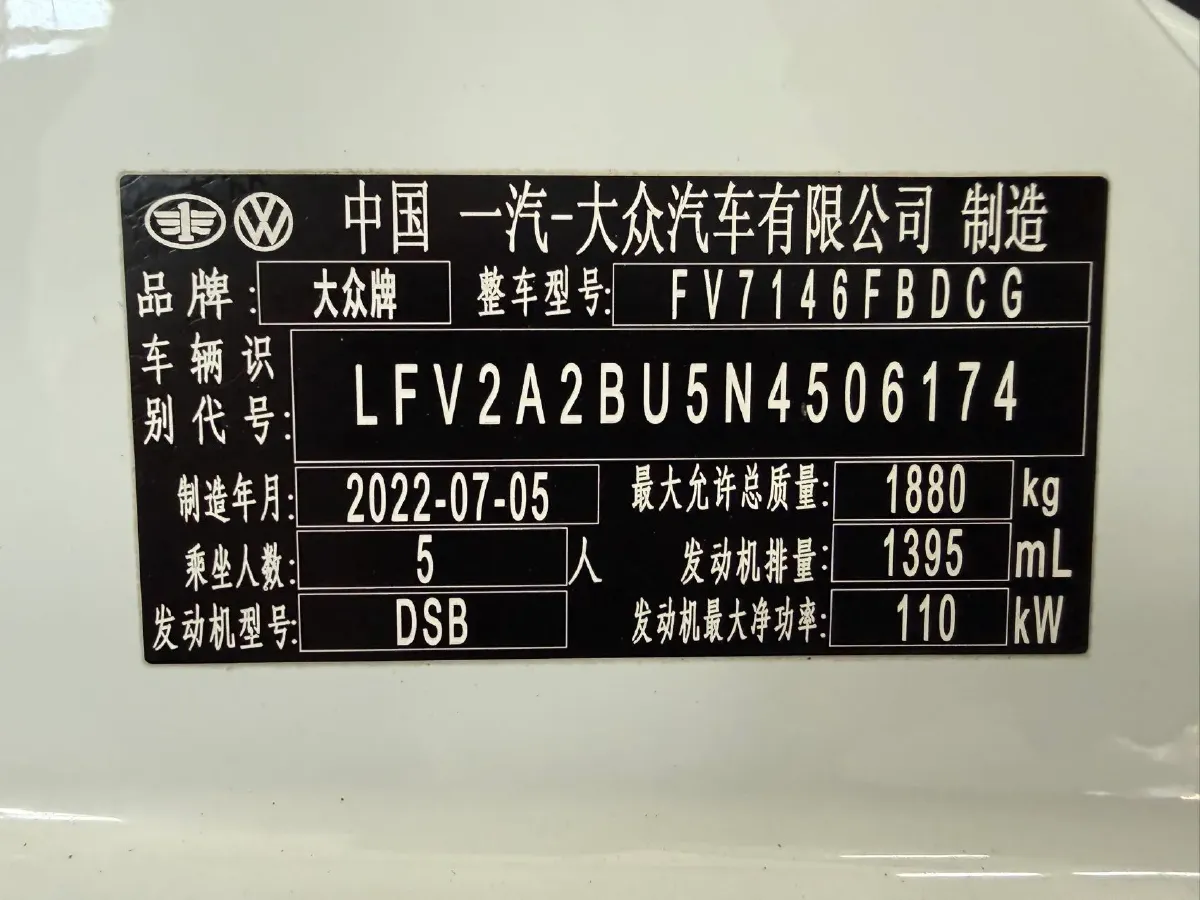 中国 一汽-大众汽车有限公司 制造
品牌: 大众牌 整车型号: FV7146FBDCG
车辆识别代号: LFV2A2BU5N4506174
制造年月: 2022-07-05 最大允许总质量: 1880 kg
乘坐人数: 5 人 发动机排量: 1395 mL
发动机型号: DSB 发动机最大净功率: 110 kW